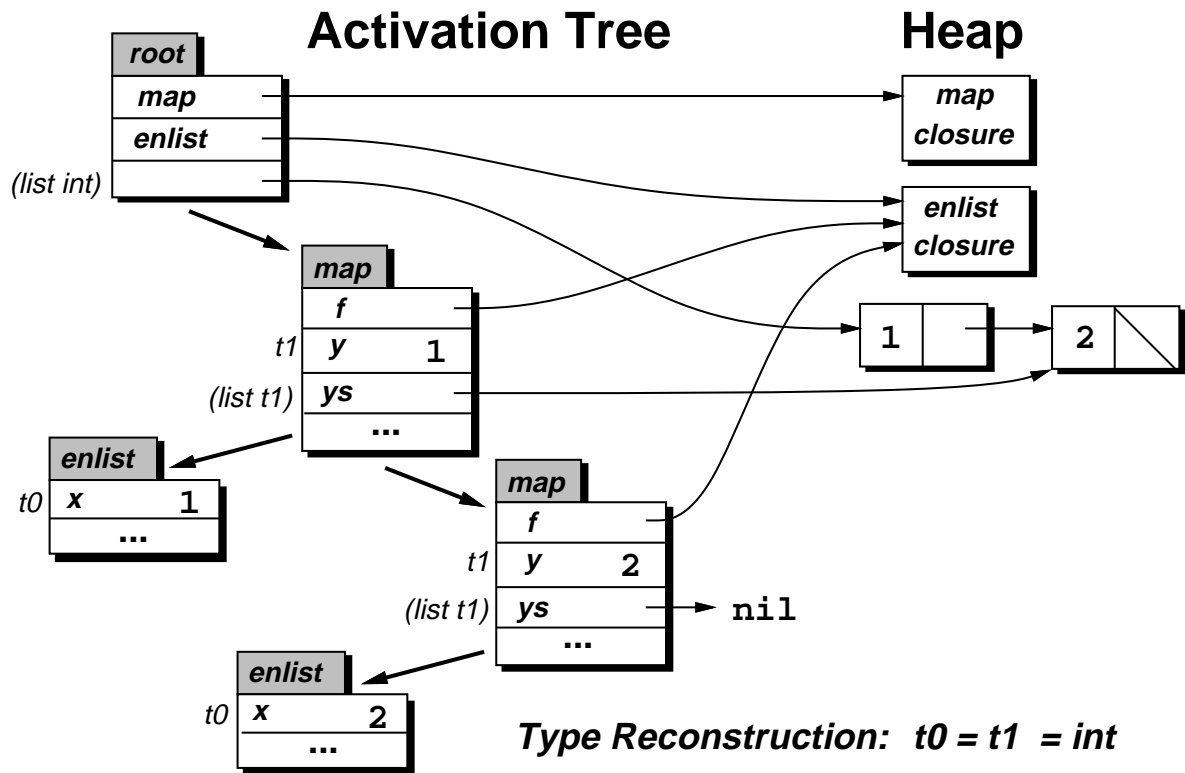 Activation Tree
Heap
root
map
enlist
(list int)
map
closure
enlist
closure
map
f
t1 y 1
(list t1) ys
...
1
2
enlist
t0 x 1
...
map
f
t1 y 2
(list t1) ys
nil
...
enlist
t0 x 2
...
Type Reconstruction: t0 = t1 = int